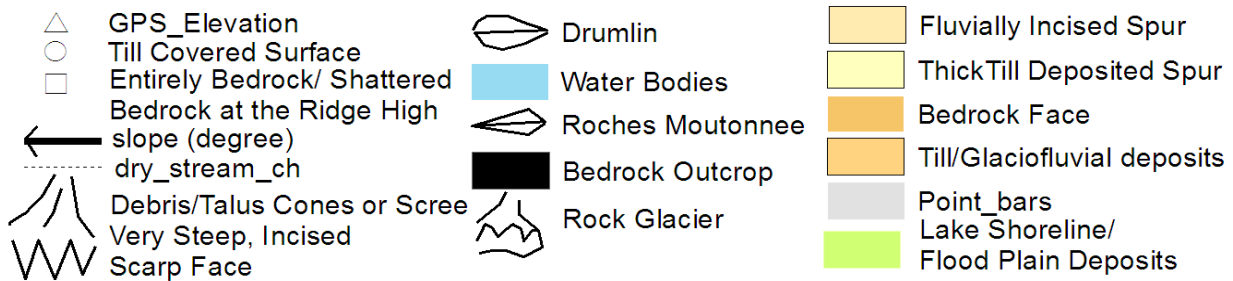 GPS_Elevation
Till Covered Surface
Entirely Bedrock/ Shattered
Bedrock at the Ridge High
slope (degree)
dry_stream_ch
Debris/Talus Cones or Scree
Very Steep, Incised
Scarp Face
Drumlin
Water Bodies
Roches Moutonnee
Bedrock Outcrop
Rock Glacier
Fluvially Incised Spur
ThickTill Deposited Spur
Bedrock Face
Till/Glaciofluvial deposits
Point_bars
Lake Shoreline/
Flood Plain Deposits